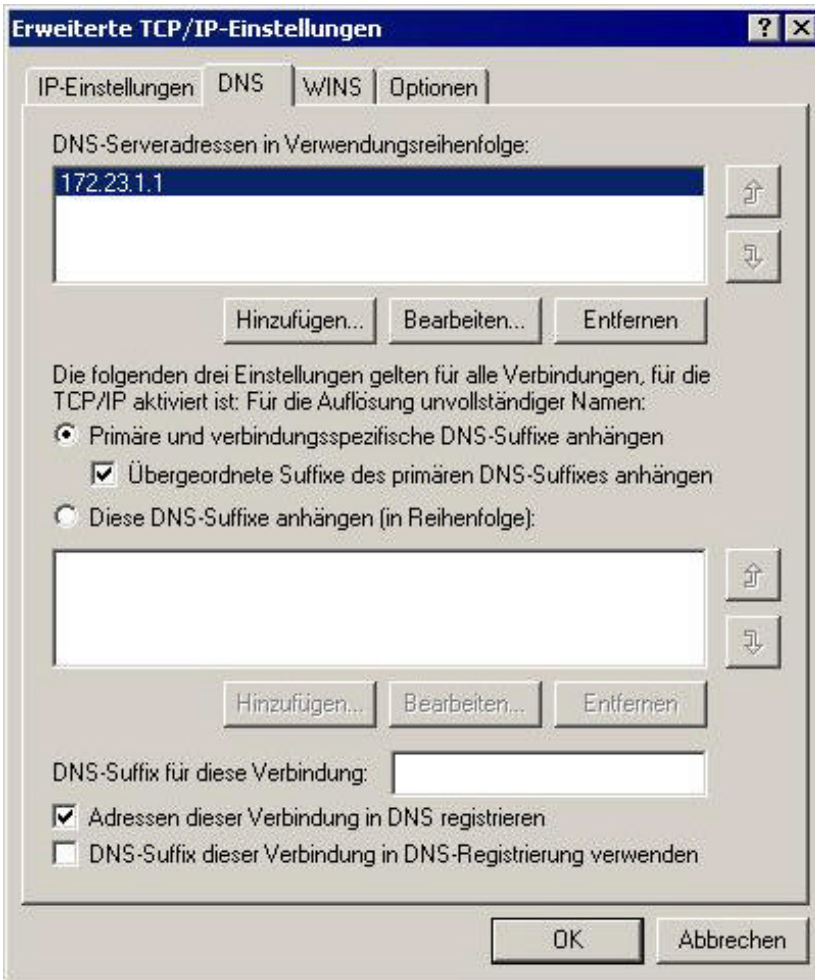 Erweiterte TCP/IP-Einstellungen
IP-Einstellungen DNS WINS Optionen
DNS-Serveradressen in Verwendungsreihenfolge:
172.23.1.1
Hinzufügen... Bearbeiten... Entfernen
Die folgenden drei Einstellungen gelten für alle Verbindungen, für die
TCP/IP aktiviert ist: Für die Auflösung unvollständiger Namen:
Primäre und verbindungsspezifische DNS-Suffixe anhängen
Übergeordnete Suffixe des primären DNS-Suffixes anhängen
Diese DNS-Suffixe anhängen (in Reihenfolge):
Hinzufügen... Bearbeiten... Entfernen
DNS-Suffix für diese Verbindung:
Adressen dieser Verbindung in DNS registrieren
DNS-Suffix dieser Verbindung in DNS-Registrierung verwenden
OK Abbrechen